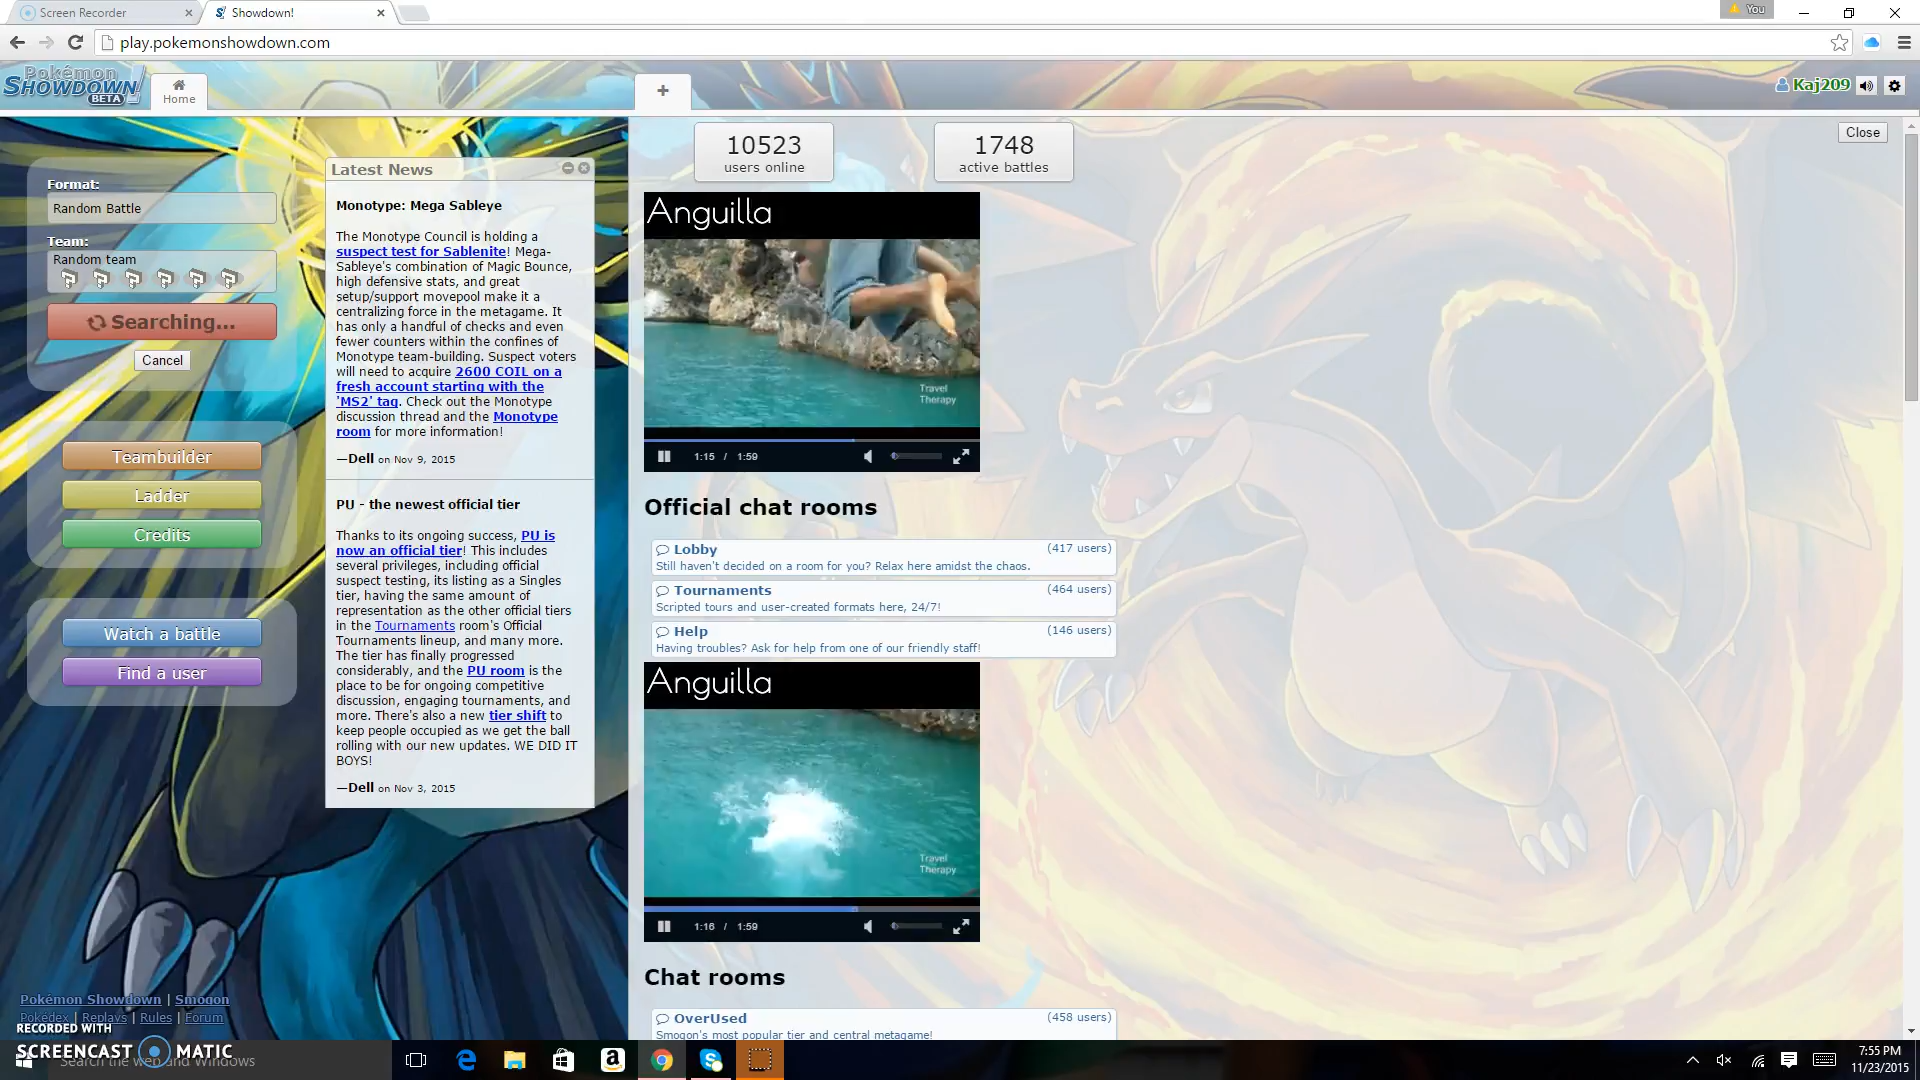 Screen Recorder
Showdown!
You
play.pokemonshowdown.com
Pokémon
SHOWDOWN!
BETA
Home
+
Kaj209
Close
10523
users online
1748
active battles
Format:
Random Battle
Team:
Random team
Searching...
Cancel
Teambuilder
Ladder
Credits
Watch a battle
Find a user
Latest News
Monotype: Mega Sableye
The Monotype Council is holding a
suspect test for Sablenite! Mega-
Sableye's combination of Magic Bounce,
high defensive stats, and great
setup/support movepool make it a
centralizing force in the metagame. It
has only a handful of checks and even
fewer counters within the confines of
Monotype team-building. Suspect voters
will need to acquire 2600 COIL on a
fresh account starting with the
'MS2' tag. Check out the Monotype
discussion thread and the Monotype
room for more information!
—Dell on Nov 9, 2015
PU - the newest official tier
Thanks to its ongoing success, PU is
now an official tier! This includes
several privileges, including official
suspect testing, its listing as a Singles
tier, having the same amount of
representation as the other official tiers
in the Tournaments room's Official
Tournaments lineup, and many more.
The tier has finally progressed
considerably, and the PU room is the
place to be for ongoing competitive
discussion, engaging tournaments, and
more. There's also a new tier shift to
keep people occupied as we get the ball
rolling with our new updates. WE DID IT
BOYS!
—Dell on Nov 3, 2015
Anguilla
Travel
Therapy
1:15 / 1:59
Official chat rooms
Lobby (417 users)
Still haven't decided on a room for you? Relax here amidst the chaos.
Tournaments (464 users)
Scripted tours and user-created formats here, 24/7!
Help (146 users)
Having troubles? Ask for help from one of our friendly staff!
Anguilla
Travel
Therapy
1:16 / 1:59
Chat rooms
OverUsed (458 users)
Smogon's most popular tier and central metagame!
Pokémon Showdown | Smogon
Pokédex | Replays | Rules | Forum
RECORDED WITH
SCREENCAST MATIC
Search the web and Windows
7:55 PM
11/23/2015